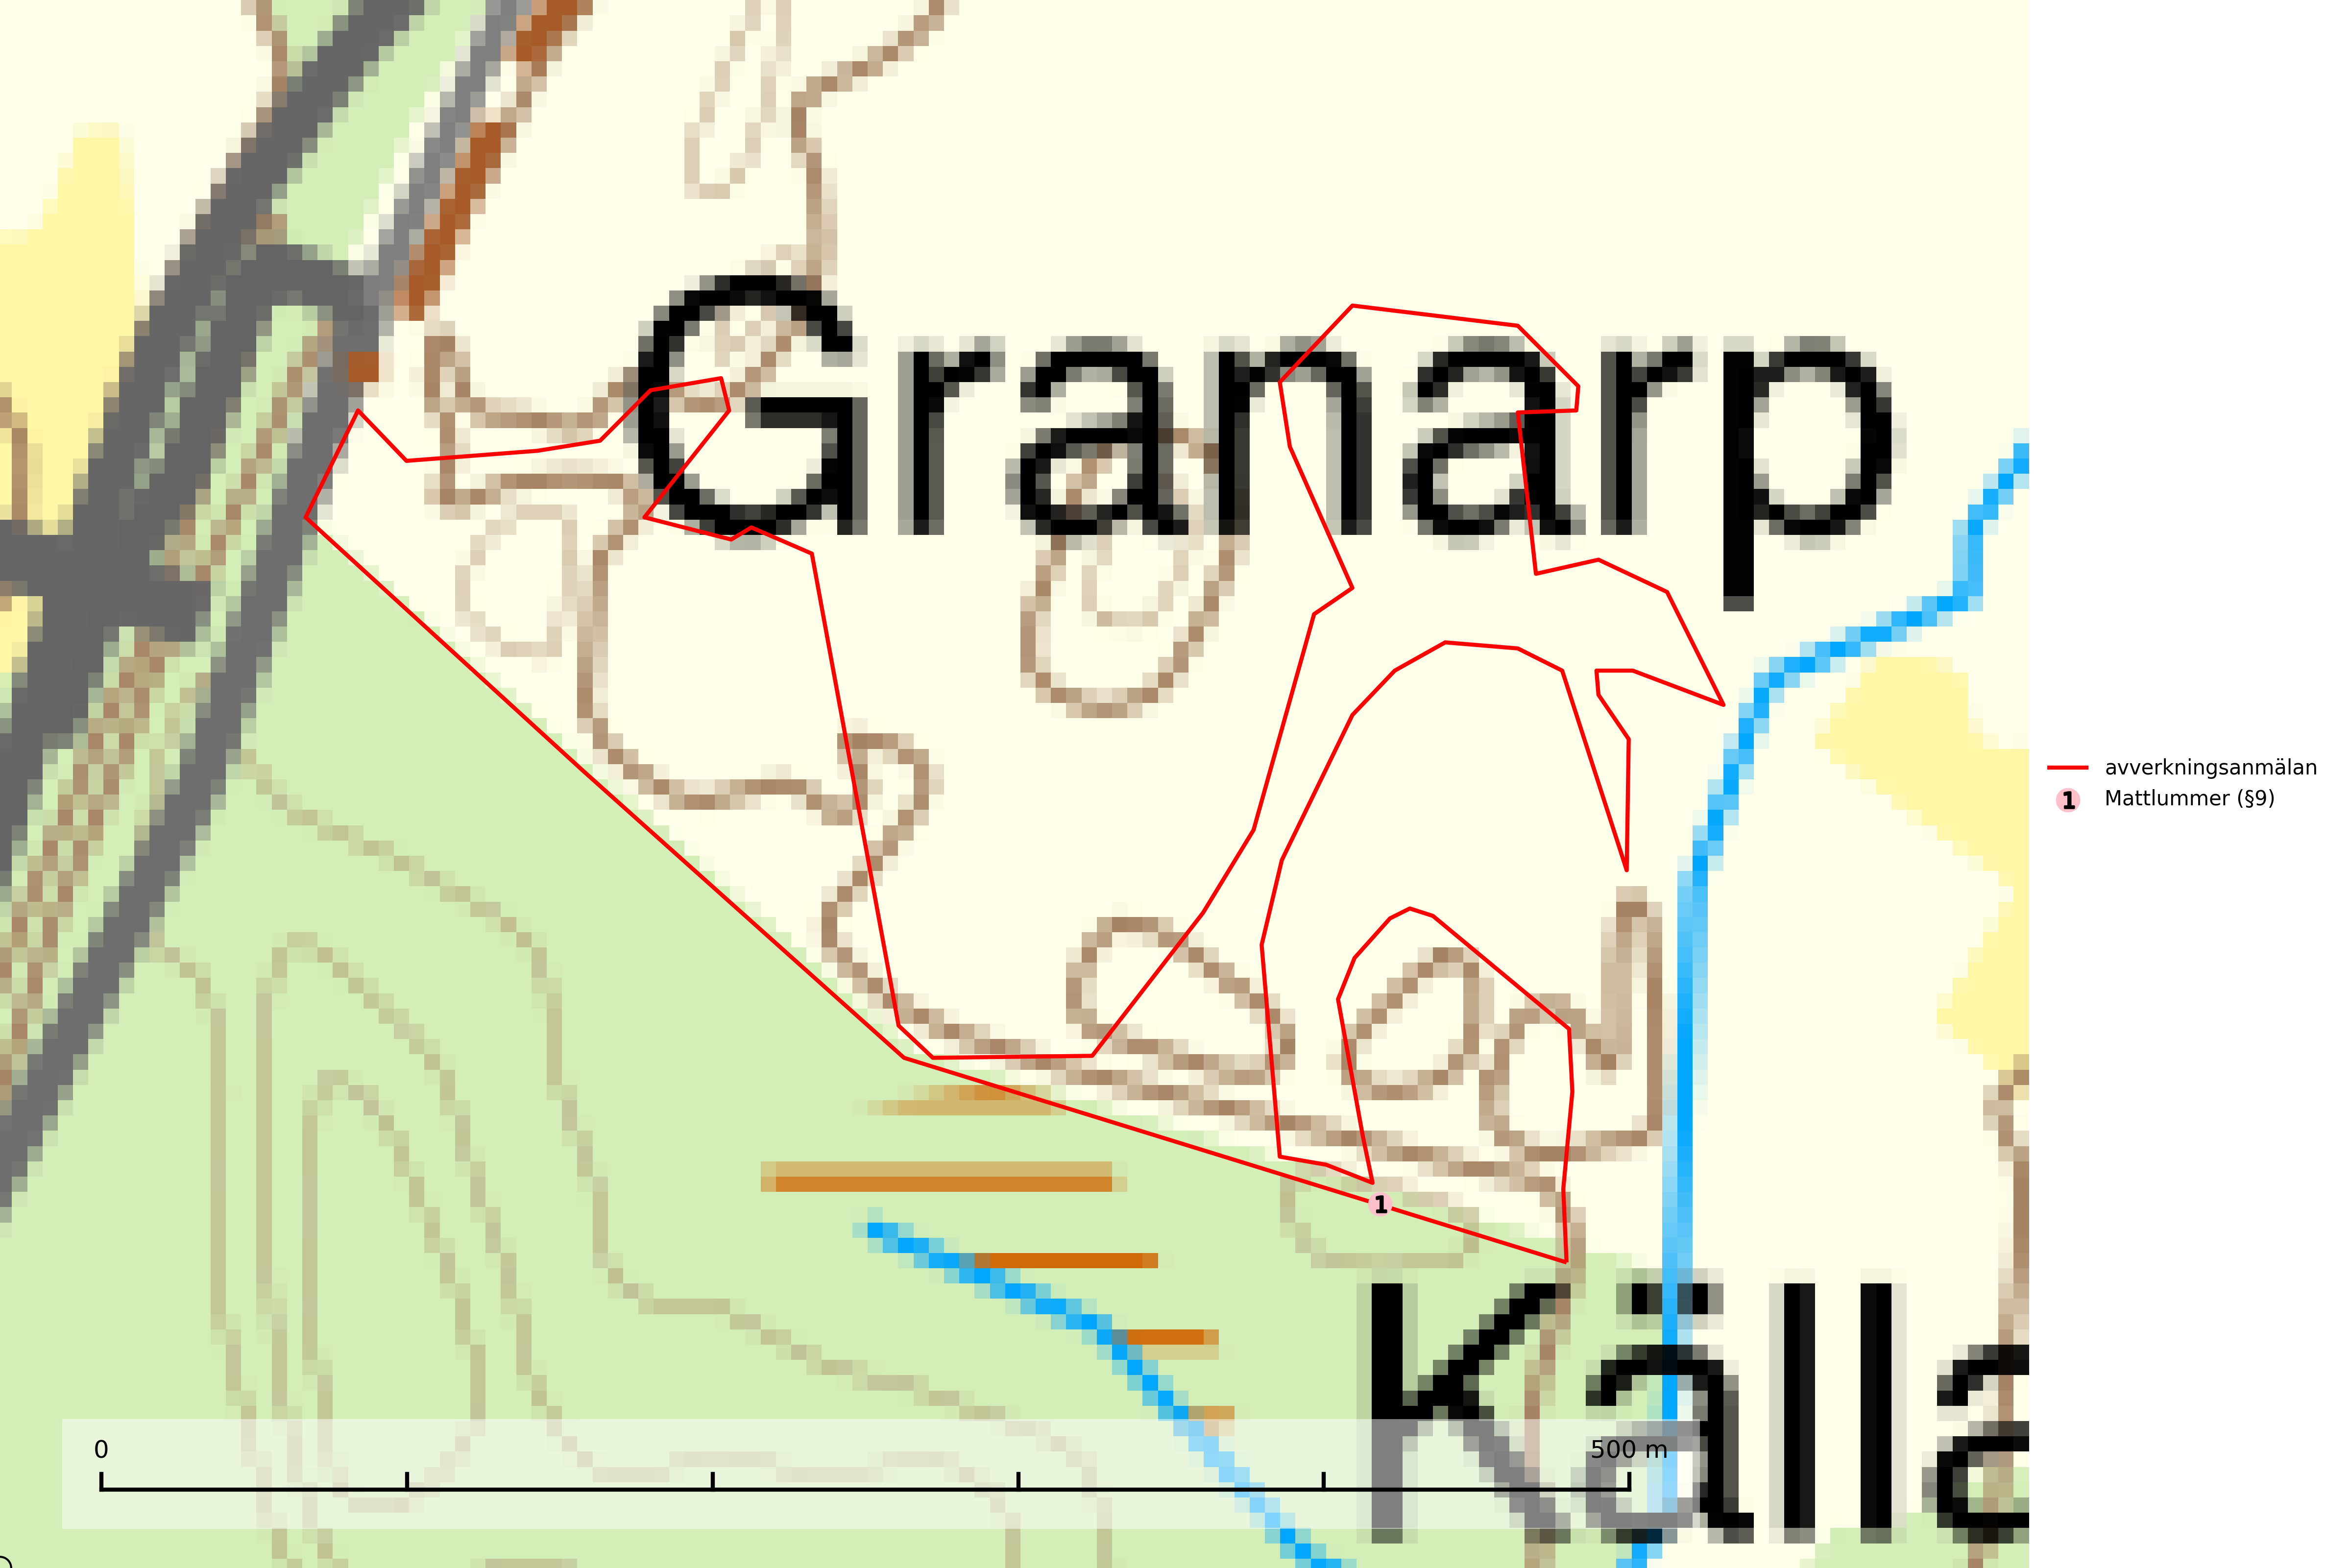 Granarp
avverkningsanmälan
1 Mattlummer (§9)
1
Källa
0 500 m